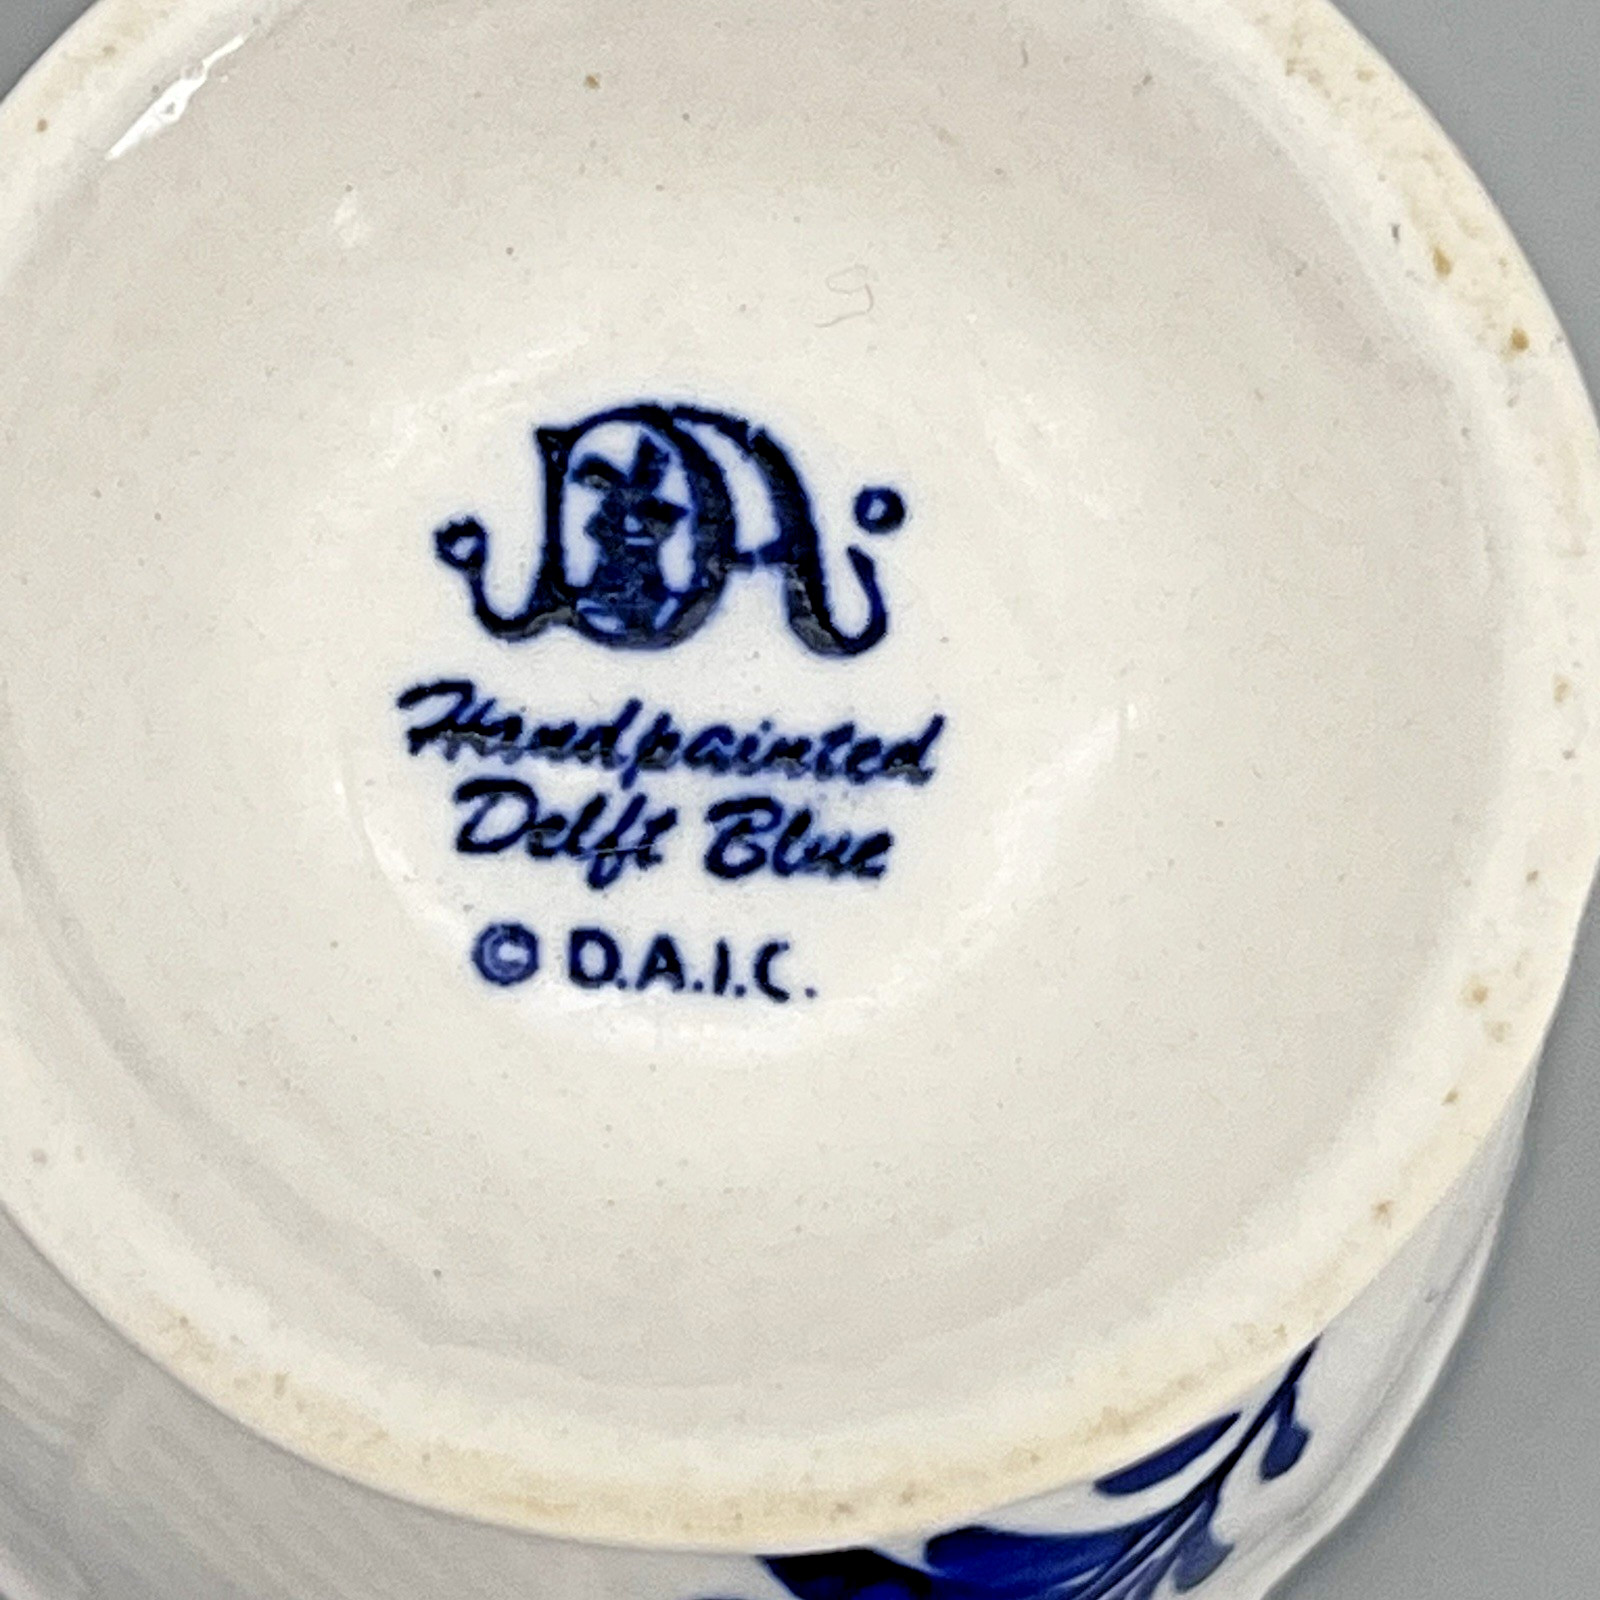 Handpainted
Delft Blue
© D.A.I.C.